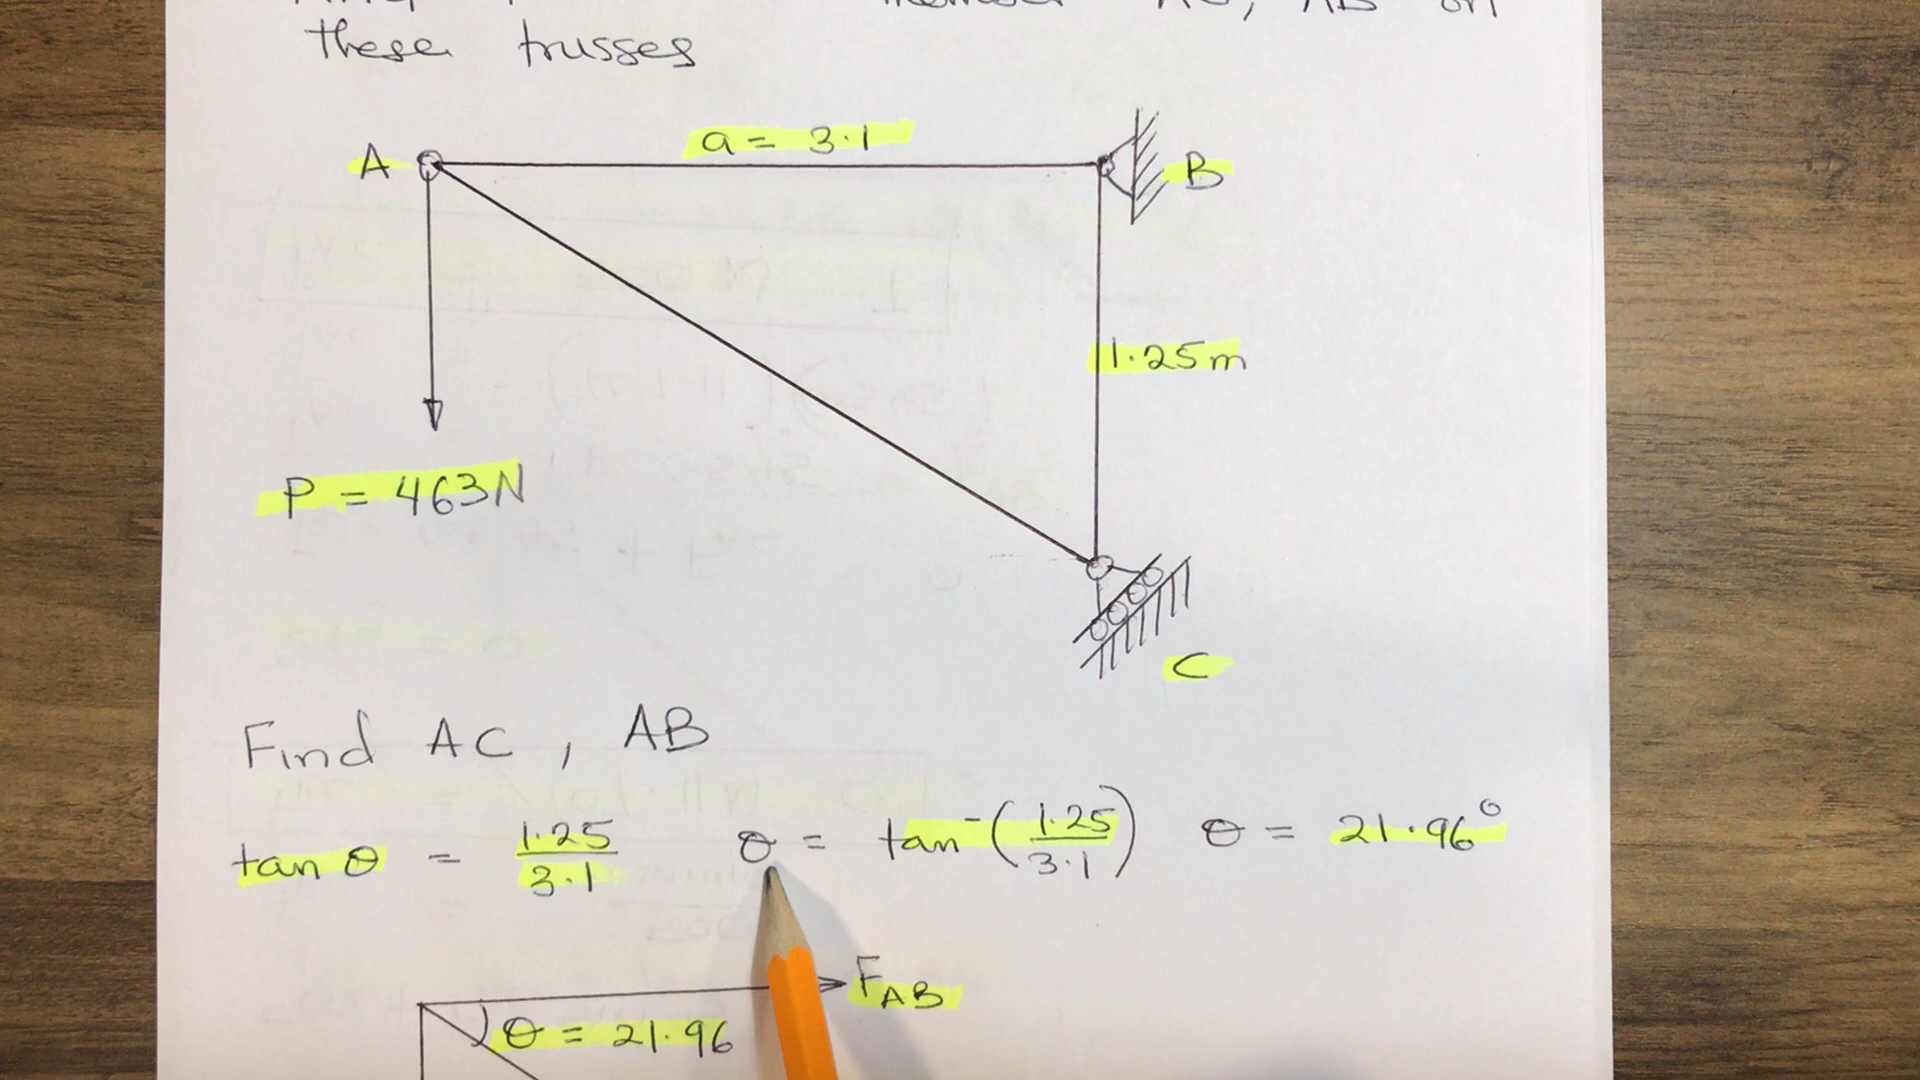 these trusses
a = 3.1
A
B
1.25m
P = 463N
C
Find AC, AB
tan θ = 1.25/3.1 θ = tan⁻(1.25/3.1) θ = 21.96°
F_AB
θ = 21.96